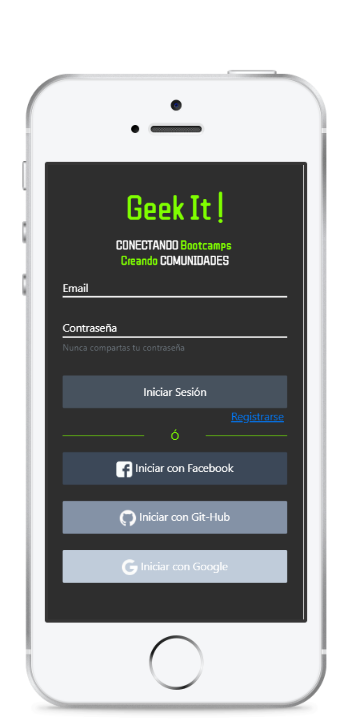 Geek It!
CONECTANDO Bootcamps
Creando COMUNIDADES
Email
Contraseña
Nunca compartas tu contraseña
Iniciar Sesión
Registrarse
Ó
Iniciar con Facebook
Iniciar con Git-Hub
Iniciar con Google